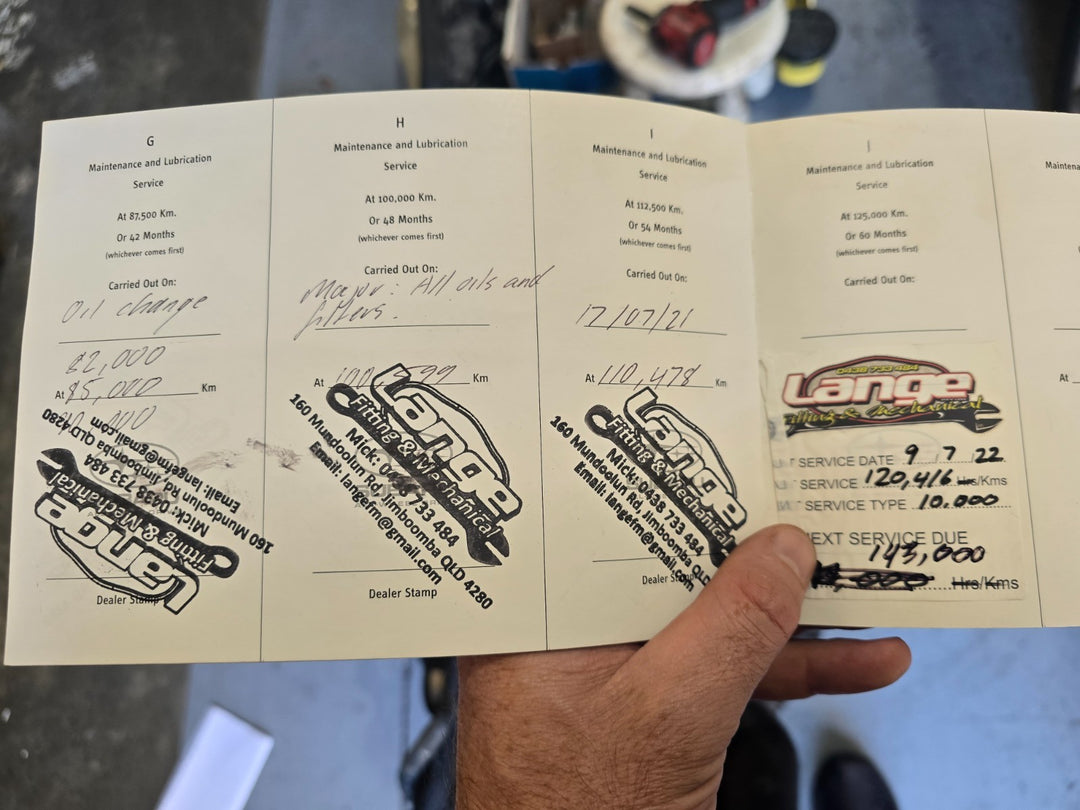 G
Maintenance and Lubrication
Service
At 87,500 Km.
Or 42 Months
(whichever comes first)
Carried Out On:
Oil change
82,000
At 85,000 Km
160 Mundoolun Rd Jimboomba QLD 4280
Email: langefm@gmail.com
Mick: 0438 733 484
Fitting & Mechanical
Lange
Dealer Stamp
H
Maintenance and Lubrication
Service
At 100,000 Km.
Or 48 Months
(whichever comes first)
Carried Out On:
Major: All oils and
filters.
At Km
Lange
Fitting & Mechanical
Mick: 0438 733 484
160 Mundoolun Rd, Jimboomba QLD 4280
Email: langefm@gmail.com
Dealer Stamp
I
Maintenance and Lubrication
Service
At 112,500 Km.
Or 54 Months
(whichever comes first)
Carried Out On:
17/07/21
At 110,478 Km
Lange
Fitting & Mechanical
Mick: 0438 733 484
160 Mundoolun Rd, Jimboomba QLD
Email: langefm@gmail.com
Dealer Stamp
Maintenance and Lubrication
Service
At 125,000 Km.
Or 60 Months
(whichever comes first)
Carried Out On:
0438 733 484
Lange
Fitting & Mechanical
SERVICE DATE 9 7 22
SERVICE 120,416 Hrs/Kms
SERVICE TYPE 10.000
NEXT SERVICE DUE
143,000
Hrs/Kms
At